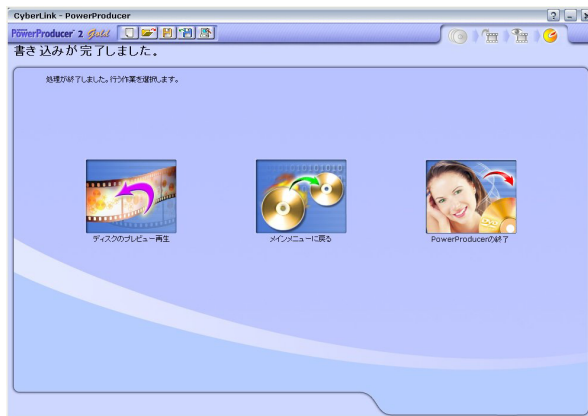 CyberLink - PowerProducer
PowerProducer 2 Gold
書き込みが完了しました。
処理が終了しました。行う作業を選択します。
ディスクのプレビュー再生
メインメニューに戻る
PowerProducerの終了